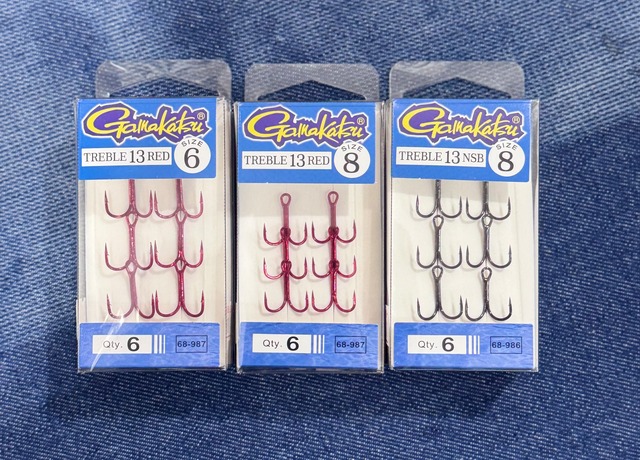 Gamakatsu®
TREBLE 13 RED
SIZE
6
Qty. 6
68-987
Gamakatsu®
TREBLE 13 RED
SIZE
8
Qty. 6
68-987
Gamakatsu®
TREBLE 13 NSB
SIZE
8
Qty. 6
68-986